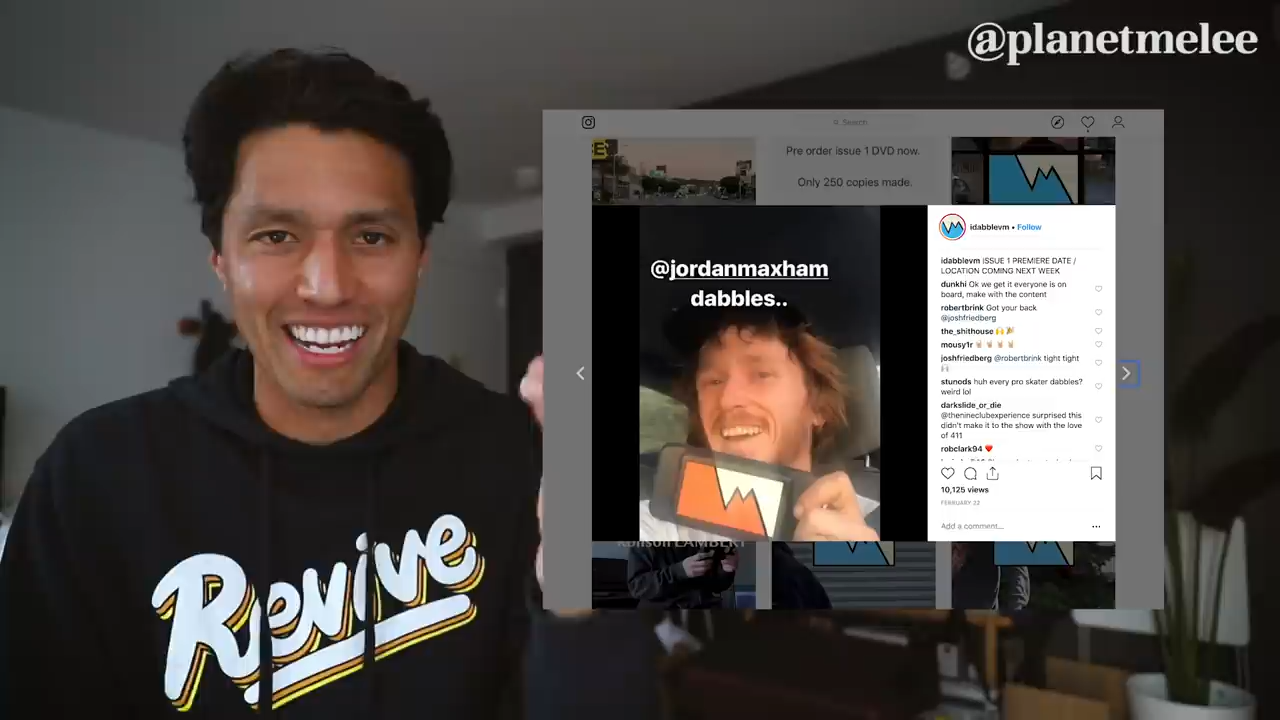 @planetmelee
Search
E
Pre order issue 1 DVD now.
Only 250 copies made.
@jordanmaxham
dabbles..
idabblevm • Follow
idabblevm ISSUE 1 PREMIERE DATE /
LOCATION COMING NEXT WEEK
dunkhi Ok we get it everyone is on
board, make with the content
robertbrink Got your back
@joshfriedberg
the_shithouse
mousy1r
joshfriedberg @robertbrink tight tight
stunods huh every pro skater dabbles?
weird lol
darkslide_or_die
@thenineclubexperience surprised this
didn't make it to the show with the love
of 411
robclark94
10,125 views
FEBRUARY 22
Add a comment...
LAMBERT
Revive